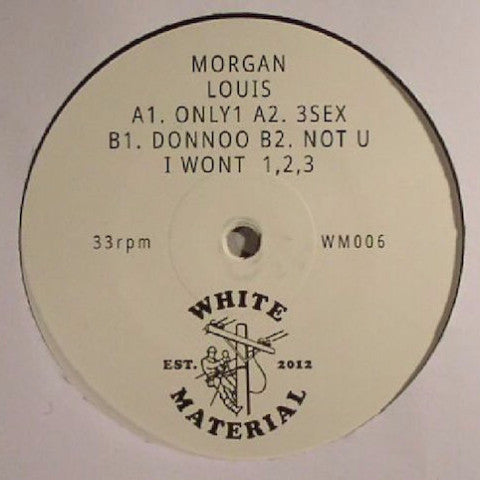 MORGAN
LOUIS
A1. ONLY1 A2. 3SEX
B1. DONNOO B2. NOT U
I WONT 1,2,3
33rpm WM006
WHITE
EST. 2012
MATERIAL